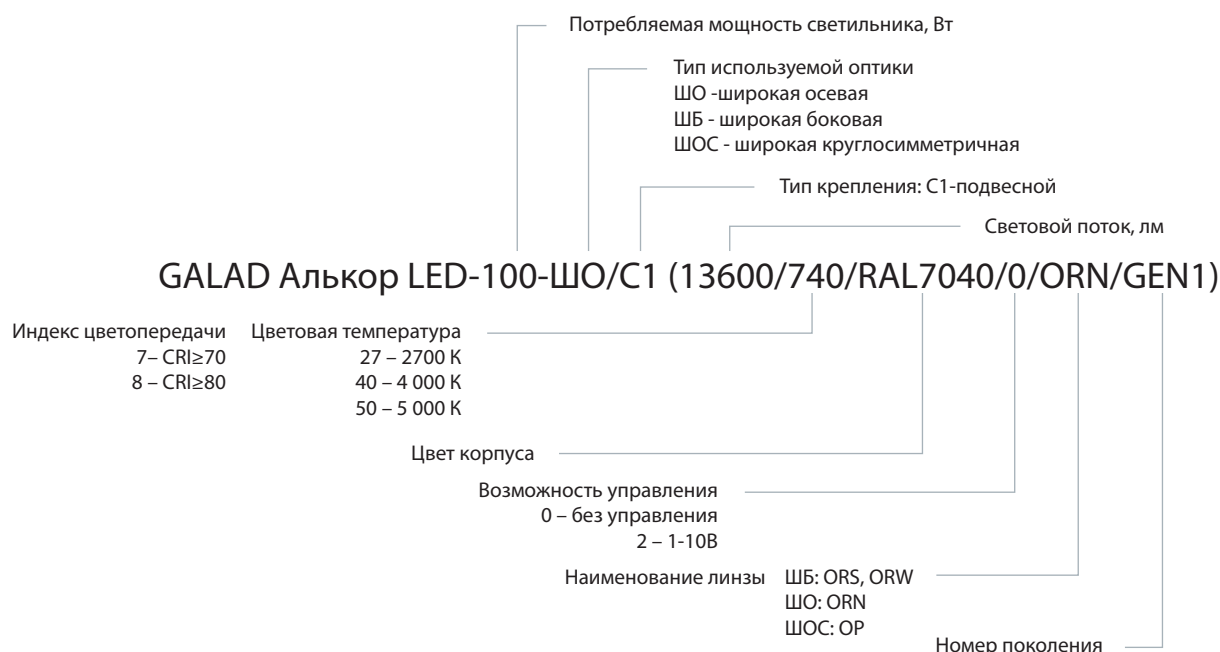 Потребляемая мощность светильника, Вт
Тип используемой оптики
ШО -широкая осевая
ШБ - широкая боковая
ШОС - широкая круглосимметричная
Тип крепления: С1-подвесной
Световой поток, лм
GALAD Алькор LED-100-ШО/С1 (13600/740/RAL7040/0/ORN/GEN1)
Индекс цветопередачи
7– CRI≥70
8 – CRI≥80
Цветовая температура
27 – 2700 К
40 – 4 000 К
50 – 5 000 К
Цвет корпуса
Возможность управления
0 – без управления
2 – 1-10В
Наименование линзы
ШБ: ORS, ORW
ШО: ORN
ШОС: OP
Номер поколения